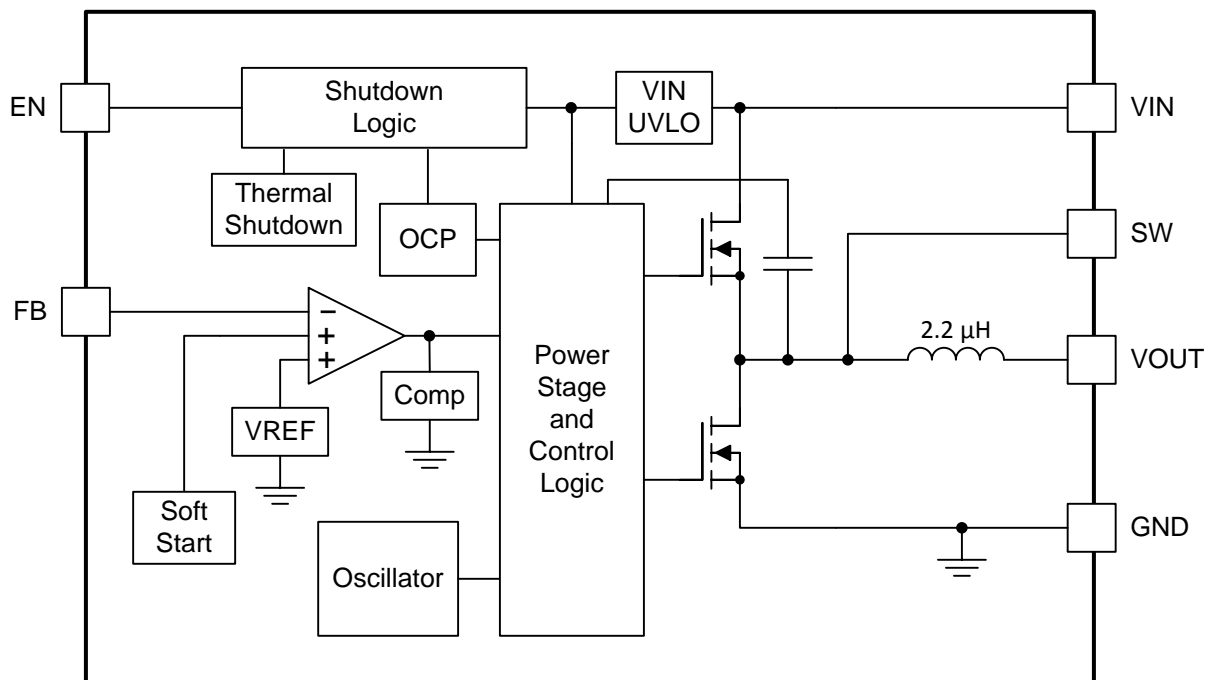 EN
Shutdown
Logic
VIN
UVLO
VIN
Thermal
Shutdown
OCP
SW
FB
−
+
+
2.2 µH
VOUT
Power
Stage
and
Control
Logic
Comp
VREF
Soft
Start
GND
Oscillator